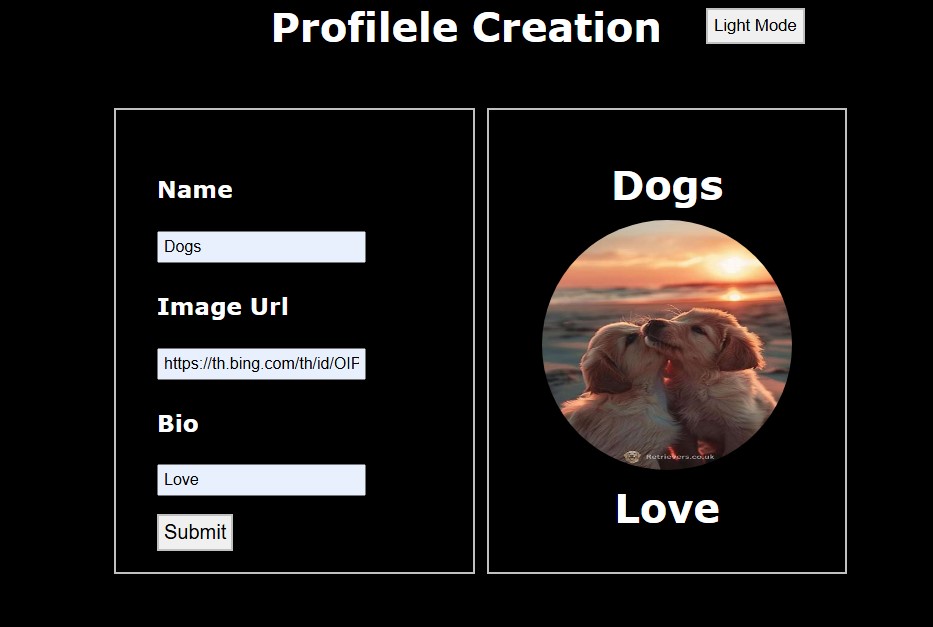 Profilele Creation
Light Mode
Name
Dogs
Image Url
https://th.bing.com/th/id/OIF
Bio
Love
Submit
Dogs
Retrievers.co.uk
Love